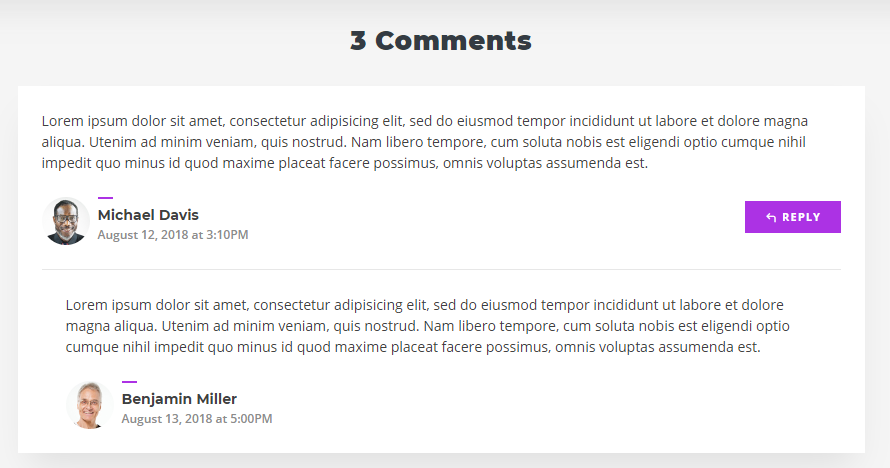 3 Comments
Lorem ipsum dolor sit amet, consectetur adipisicing elit, sed do eiusmod tempor incididunt ut labore et dolore magna
aliqua. Utenim ad minim veniam, quis nostrud. Nam libero tempore, cum soluta nobis est eligendi optio cumque nihil
impedit quo minus id quod maxime placeat facere possimus, omnis voluptas assumenda est.
Michael Davis
August 12, 2018 at 3:10PM
REPLY
Lorem ipsum dolor sit amet, consectetur adipisicing elit, sed do eiusmod tempor incididunt ut labore et dolore
magna aliqua. Utenim ad minim veniam, quis nostrud. Nam libero tempore, cum soluta nobis est eligendi optio
cumque nihil impedit quo minus id quod maxime placeat facere possimus, omnis voluptas assumenda est.
Benjamin Miller
August 13, 2018 at 5:00PM